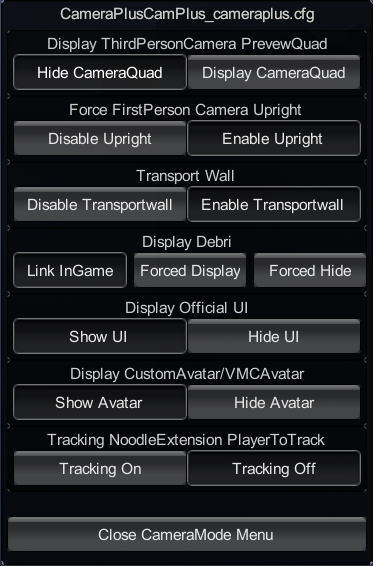 CameraPlusCamPlus_cameraplus.cfg
Display ThirdPersonCamera PrevewQuad
Hide CameraQuad Display CameraQuad
Force FirstPerson Camera Upright
Disable Upright Enable Upright
Transport Wall
Disable Transportwall Enable Transportwall
Display Debri
Link InGame Forced Display Forced Hide
Display Official UI
Show UI Hide UI
Display CustomAvatar/VMCAvatar
Show Avatar Hide Avatar
Tracking NoodleExtension PlayerToTrack
Tracking On Tracking Off
Close CameraMode Menu